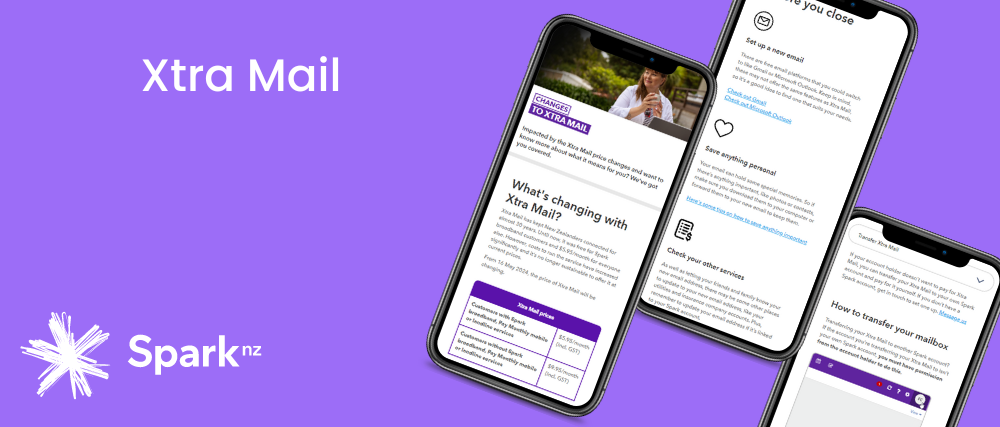 Xtra Mail
Spark nz
CHANGES
TO XTRA MAIL
Impacted by the Xtra Mail price changes and want to
know more about what it means for you? We've got
you covered.
What's changing with
Xtra Mail?
Xtra Mail has kept New Zealanders connected for
almost 30 years. Until now, it was free for Spark
broadband customers and $5.95/month for everyone
else. However, costs to run the service have increased
significantly and it's no longer sustainable to offer it at
current prices.
From 16 May 2024, the price of Xtra Mail will be
changing.
Xtra Mail prices
Customers with Spark
broadband, Pay Monthly mobile
or landline services
$5.95/month
(incl. GST)
Customers without Spark
broadband, Pay Monthly mobile
or landline services
$9.95/month
(incl. GST)
you close
Set up a new email
There are free email platforms that you could switch
to like Gmail or Microsoft Outlook. Keep in mind,
these may not offer the same features as Xtra Mail,
so it's a good idea to find one that suits your needs.
Check out Gmail
Check out Microsoft Outlook
Save anything personal
Your email can hold some special memories. So if
there's anything important, like photos or contacts,
make sure you download them to your computer or
forward them to your new email to keep them.
Here's some tips on how to save anything important
Check your other services
As well as letting your friends and family know your
new email address, there may be some other places
to update to your new email address, like your
utilities and insurance company accounts. Plus,
remember to update your email address if it's linked
to your Spark account.
Transfer Xtra Mail
If your account holder doesn't want to pay for Xtra
Mail, you can transfer your Xtra Mail to your own Spark
account and pay for it yourself. If you don't have a
Spark account, get in touch to set one up. Message us
How to transfer your mailbox
Transferring your Xtra Mail to another Spark account?
If the account you're transferring your Xtra Mail to isn't
your own Spark account, you must have permission
from the account holder to do this.
View